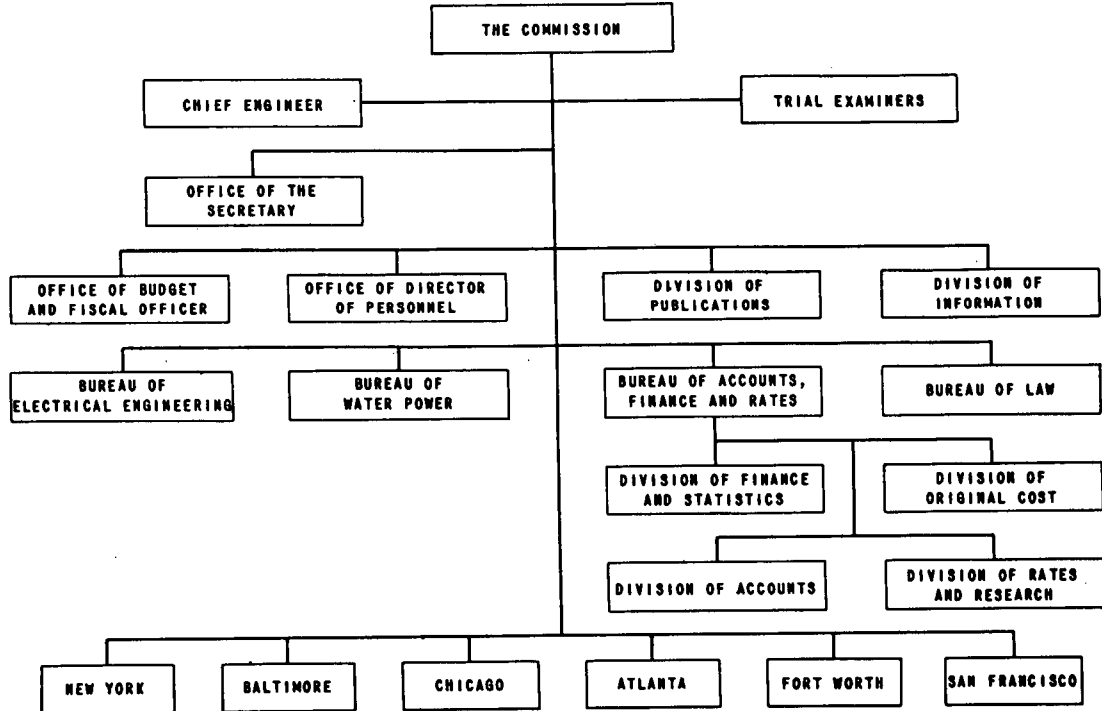 THE COMMISSION
CHIEF ENGINEER
TRIAL EXAMINERS
OFFICE OF THE
SECRETARY
OFFICE OF BUDGET
AND FISCAL OFFICER
OFFICE OF DIRECTOR
OF PERSONNEL
DIVISION OF
PUBLICATIONS
DIVISION OF
INFORMATION
BUREAU OF
ELECTRICAL ENGINEERING
BUREAU OF
WATER POWER
BUREAU OF ACCOUNTS,
FINANCE AND RATES
BUREAU OF LAW
DIVISION OF FINANCE
AND STATISTICS
DIVISION OF
ORIGINAL COST
DIVISION OF ACCOUNTS
DIVISION OF RATES
AND RESEARCH
NEW YORK
BALTIMORE
CHICAGO
ATLANTA
FORT WORTH
SAN FRANCISCO